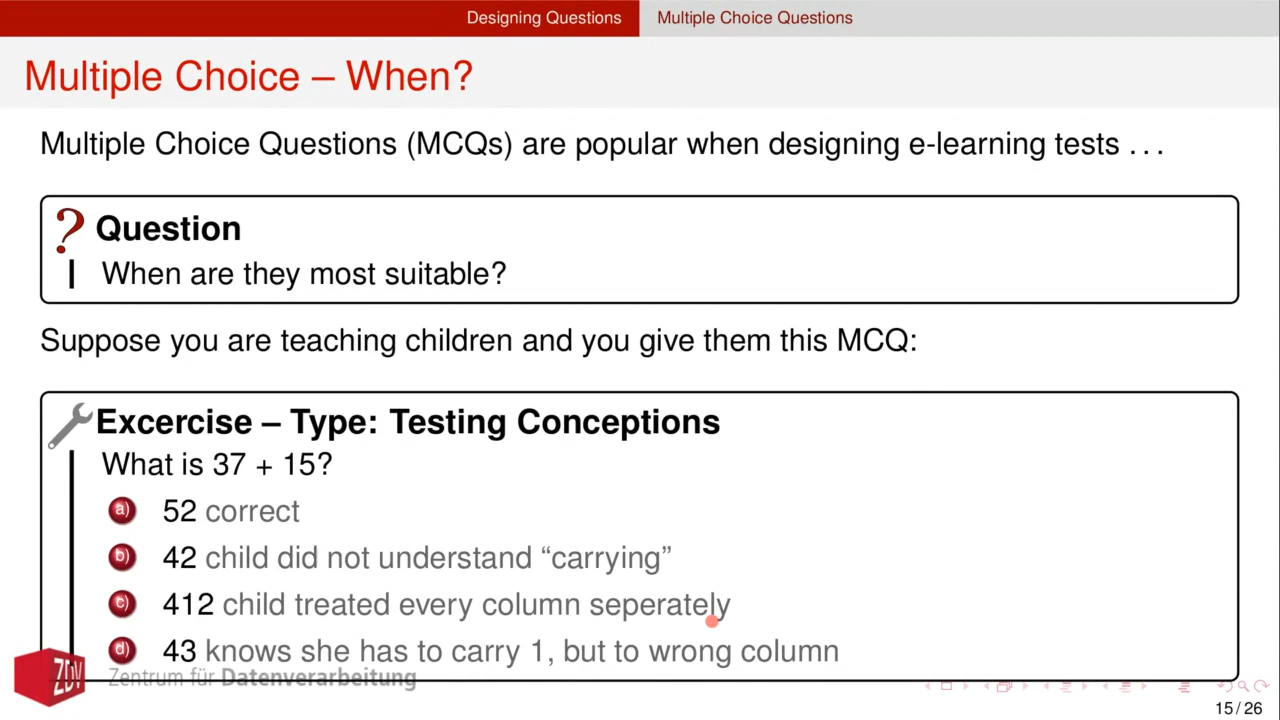 Designing Questions Multiple Choice Questions
Multiple Choice – When?
Multiple Choice Questions (MCQs) are popular when designing e-learning tests . . .
? Question
When are they most suitable?
Suppose you are teaching children and you give them this MCQ:
Excercise – Type: Testing Conceptions
What is 37 + 15?
a) 52 correct
b) 42 child did not understand “carrying”
c) 412 child treated every column seperately
d) 43 knows she has to carry 1, but to wrong column
ZDV Zentrum für Datenverarbeitung
15 / 26